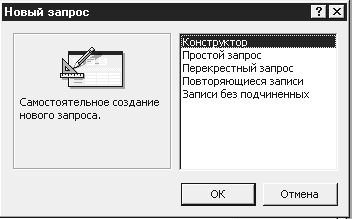 Новый запрос
Самостоятельное создание
нового запроса.
Конструктор
Простой запрос
Перекрестный запрос
Повторяющиеся записи
Записи без подчиненных
OK
Отмена